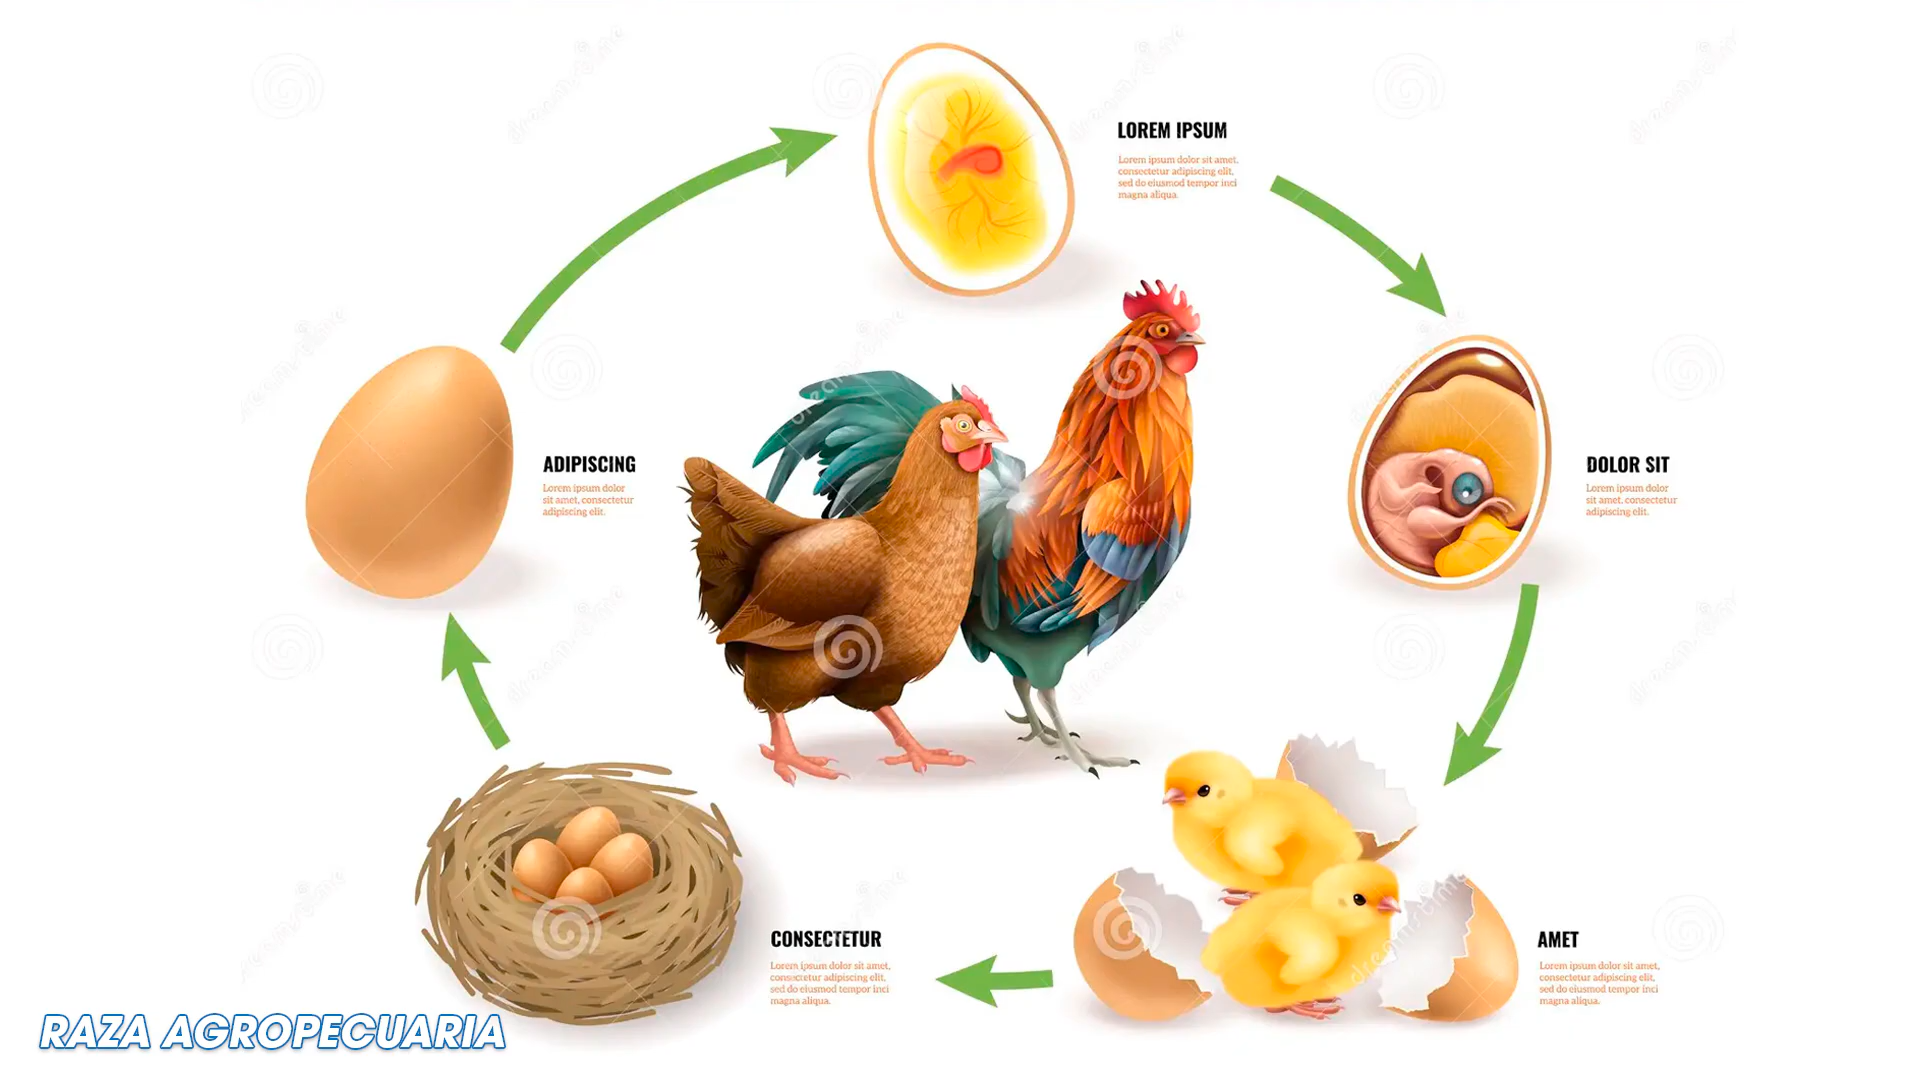 LOREM IPSUM
Lorem ipsum dolor sit amet,
consectetur adipiscing elit,
sed do eiusmod tempor inci
magna aliqua.
ADIPISCING
Lorem ipsum dolor
sit amet, consectetur
adipiscing elit.
DOLOR SIT
Lorem ipsum dolor
sit amet, consectetur
adipiscing elit.
CONSECTETUR
Lorem ipsum dolor sit amet,
consectetur adipiscing elit,
sed do eiusmod tempor inci
magna aliqua.
AMET
Lorem ipsum dolor sit amet,
consectetur adipiscing elit,
sed do eiusmod tempor inci
magna aliqua.
RAZA AGROPECUARIA
dreamstime